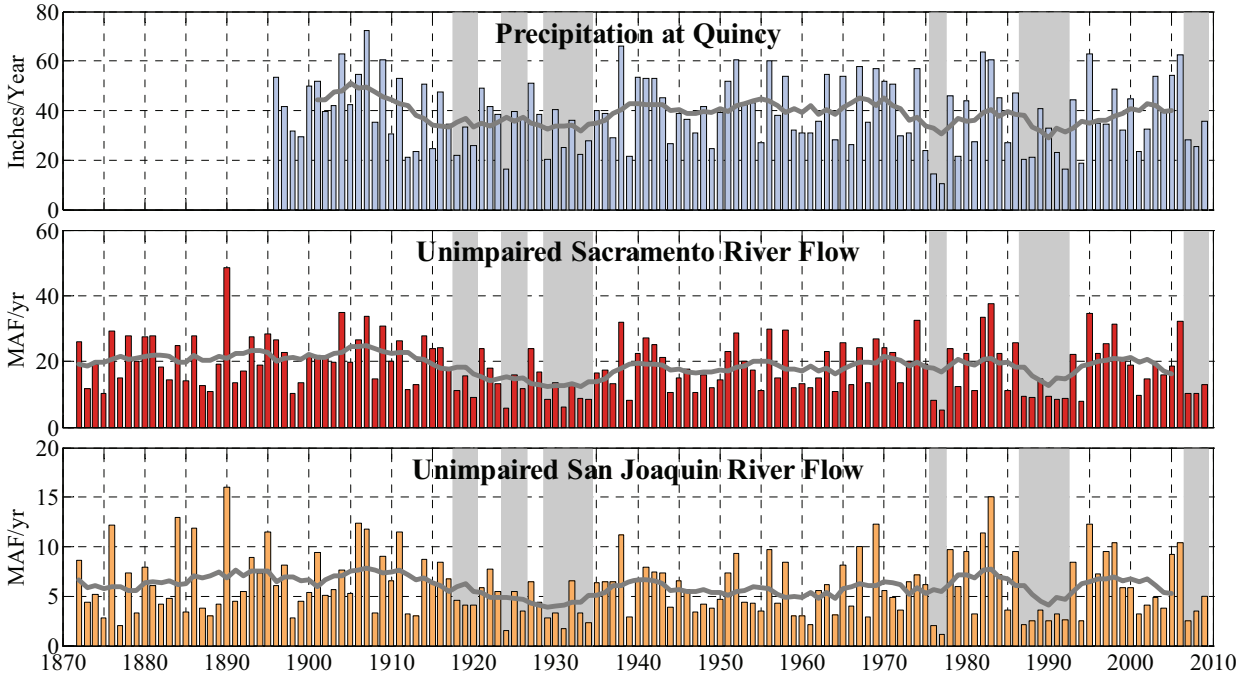 Precipitation at Quincy
Inches/Year
80
60
40
20
0
Unimpaired Sacramento River Flow
MAF/yr
60
40
20
0
Unimpaired San Joaquin River Flow
MAF/yr
20
15
10
5
0
1870 1880 1890 1900 1910 1920 1930 1940 1950 1960 1970 1980 1990 2000 2010